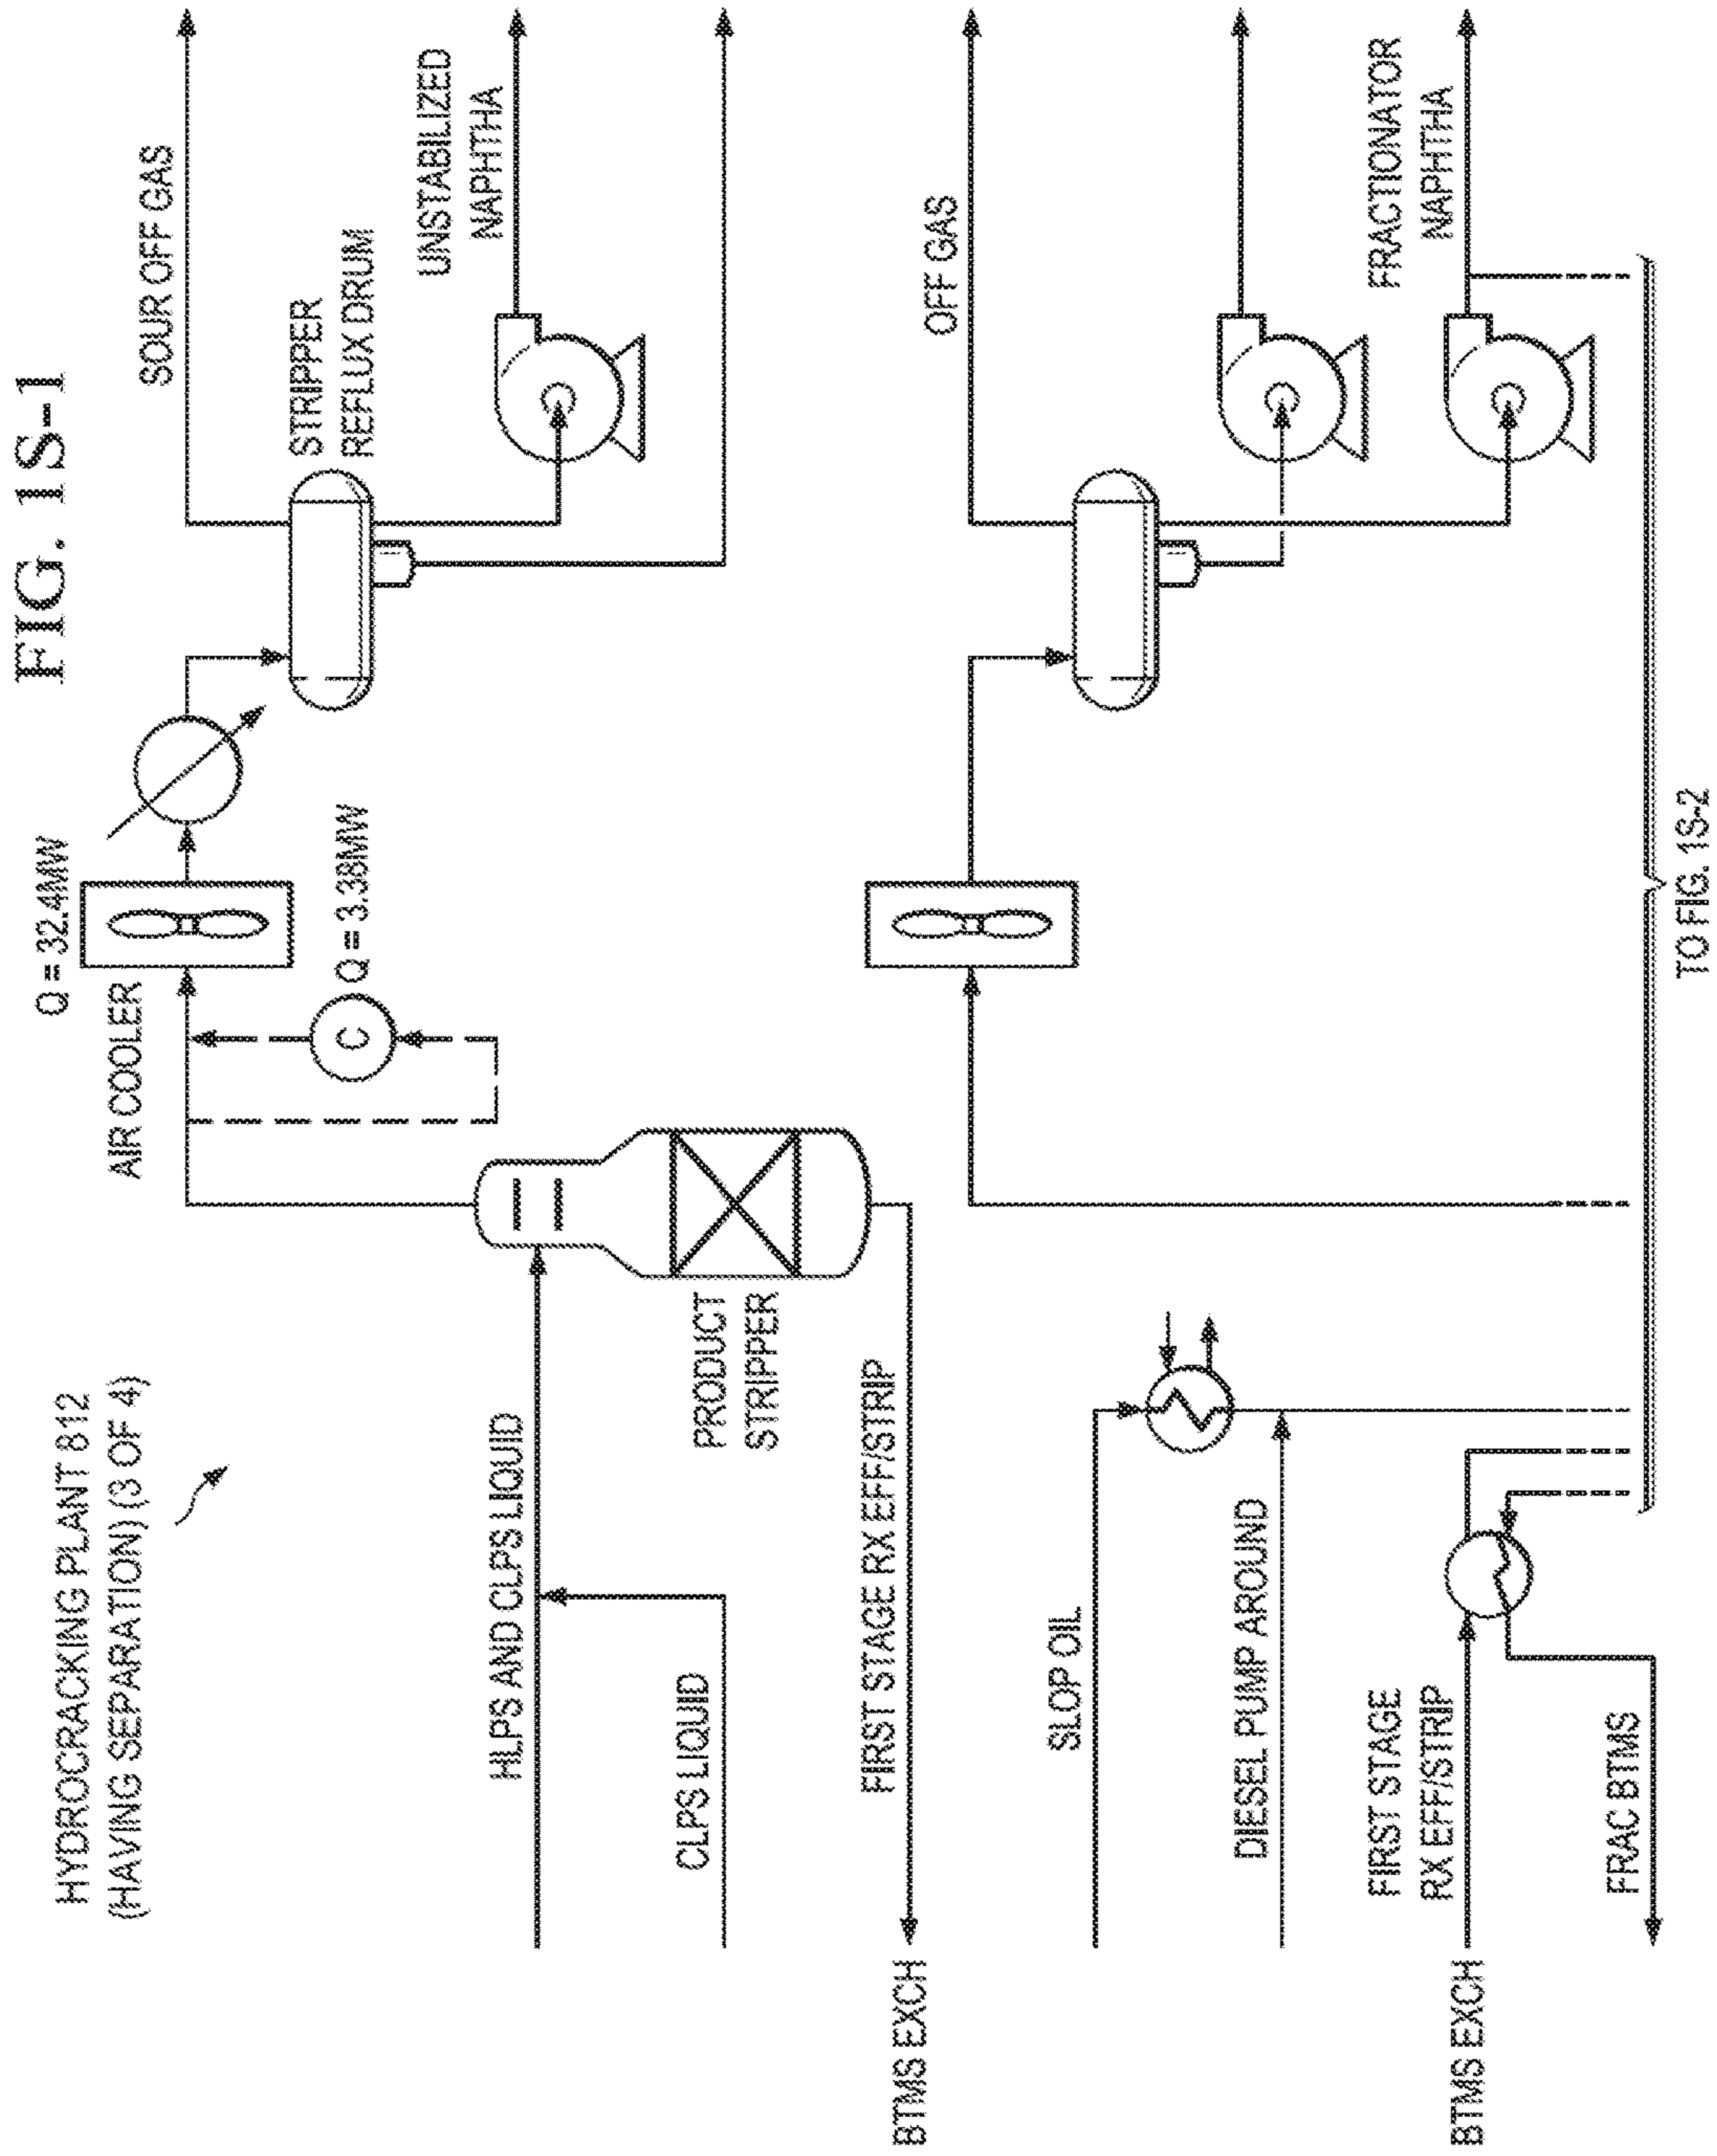 FIG. 1S-1
HYDROCRACKING PLANT 812
(HAVING SEPARATION) (3 OF 4)
Q = 32.4MW
AIR COOLER
SOUR OFF GAS
Q = 3.38MW
STRIPPER
REFLUX DRUM
UNSTABILIZED
NAPHTHA
HLPS AND CLPS LIQUID
CLPS LIQUID
PRODUCT
STRIPPER
FIRST STAGE RX EFF/STRIP
BTMS EXCH
OFF GAS
SLOP OIL
DIESEL PUMP AROUND
FIRST STAGE
RX EFF/STRIP
BTMS EXCH
FRACTIONATOR
NAPHTHA
FRAC BTMS
TO FIG. 1S-2
C